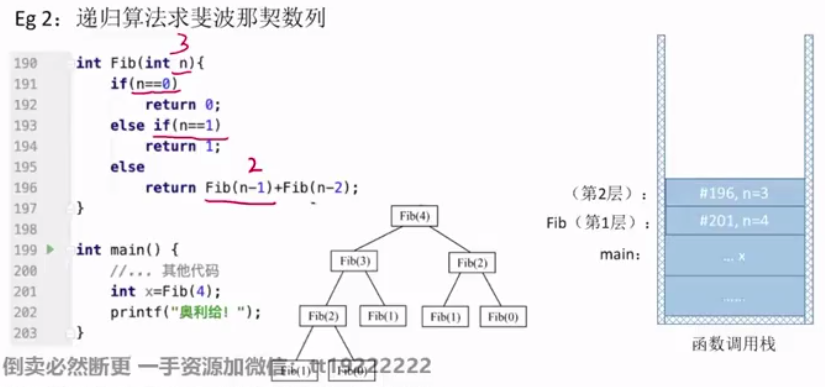 Eg 2：递归算法求斐波那契数列
3
190 int Fib(int n){
191 if(n==0)
192 return 0;
193 else if(n==1)
194 return 1;
195 else
2
196 return Fib(n-1)+Fib(n-2);
197 }
198
199 int main() {
200 //... 其他代码
201 int x=Fib(4);
202 printf("奥利给！");
203 }
Fib(4)
Fib(3) Fib(2)
Fib(2) Fib(1) Fib(1) Fib(0)
Fib(1) Fib(0)
（第2层）： #196, n=3
Fib（第1层）： #201, n=4
main： ... x
......
函数调用栈
倒卖必然断更 一手资源加微信：tt19222222